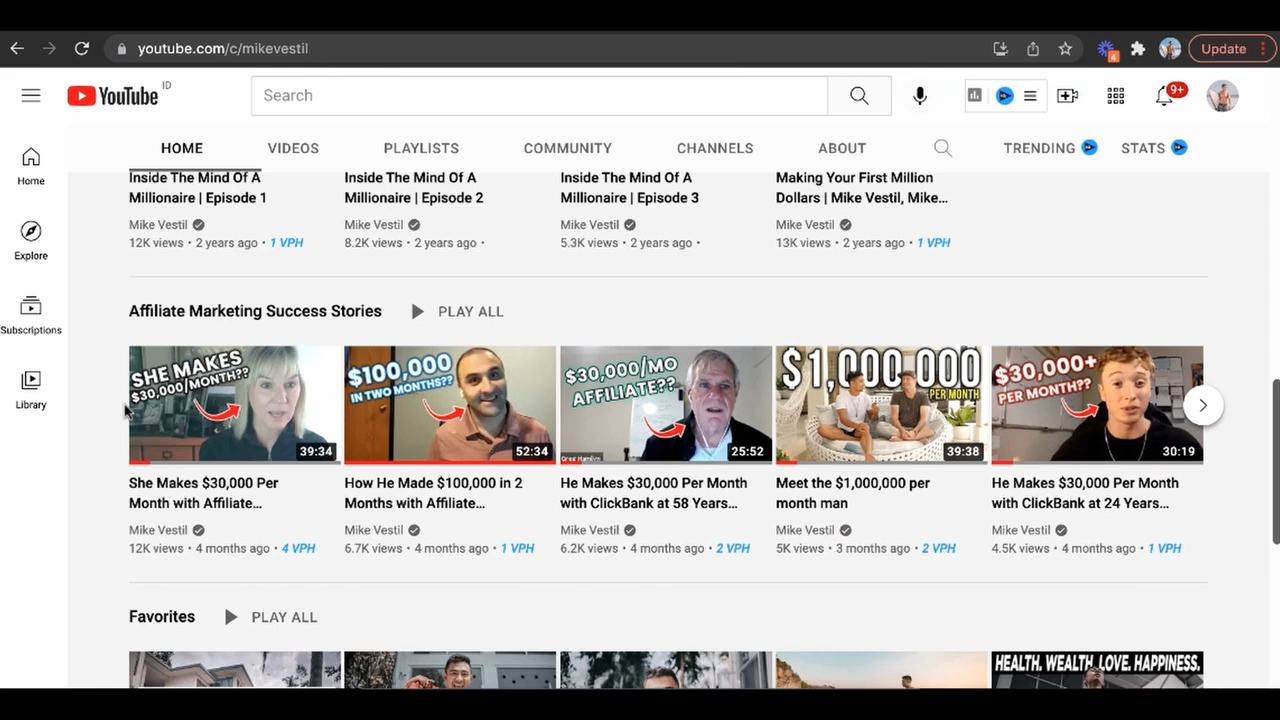 youtube.com/c/mikevestil
4
Update
YouTube ID
Search
9+
HOME VIDEOS PLAYLISTS COMMUNITY CHANNELS ABOUT TRENDING STATS
Home
Explore
Subscriptions
Library
Inside The Mind Of A
Millionaire | Episode 1
Mike Vestil
12K views • 2 years ago • 1 VPH
Inside The Mind Of A
Millionaire | Episode 2
Mike Vestil
8.2K views • 2 years ago •
Inside The Mind Of A
Millionaire | Episode 3
Mike Vestil
5.3K views • 2 years ago •
Making Your First Million
Dollars | Mike Vestil, Mike…
Mike Vestil
13K views • 2 years ago • 1 VPH
Affiliate Marketing Success Stories PLAY ALL
SHE MAKES
$30,000/MONTH??
39:34
She Makes $30,000 Per
Month with Affiliate…
Mike Vestil
12K views • 4 months ago • 4 VPH
$100,000
IN TWO MONTHS??
52:34
How He Made $100,000 in 2
Months with Affiliate…
Mike Vestil
6.7K views • 4 months ago • 1 VPH
$30,000/MO
AFFILIATE??
25:52
He Makes $30,000 Per Month
with ClickBank at 58 Years…
Mike Vestil
6.2K views • 4 months ago • 2 VPH
$1,000,000
PER MONTH
39:38
Meet the $1,000,000 per
month man
Mike Vestil
5K views • 3 months ago • 2 VPH
$30,000+
PER MONTH??
30:19
He Makes $30,000 Per Month
with ClickBank at 24 Years…
Mike Vestil
4.5K views • 4 months ago • 1 VPH
Favorites PLAY ALL
HEALTH. WEALTH. LOVE. HAPPINESS.